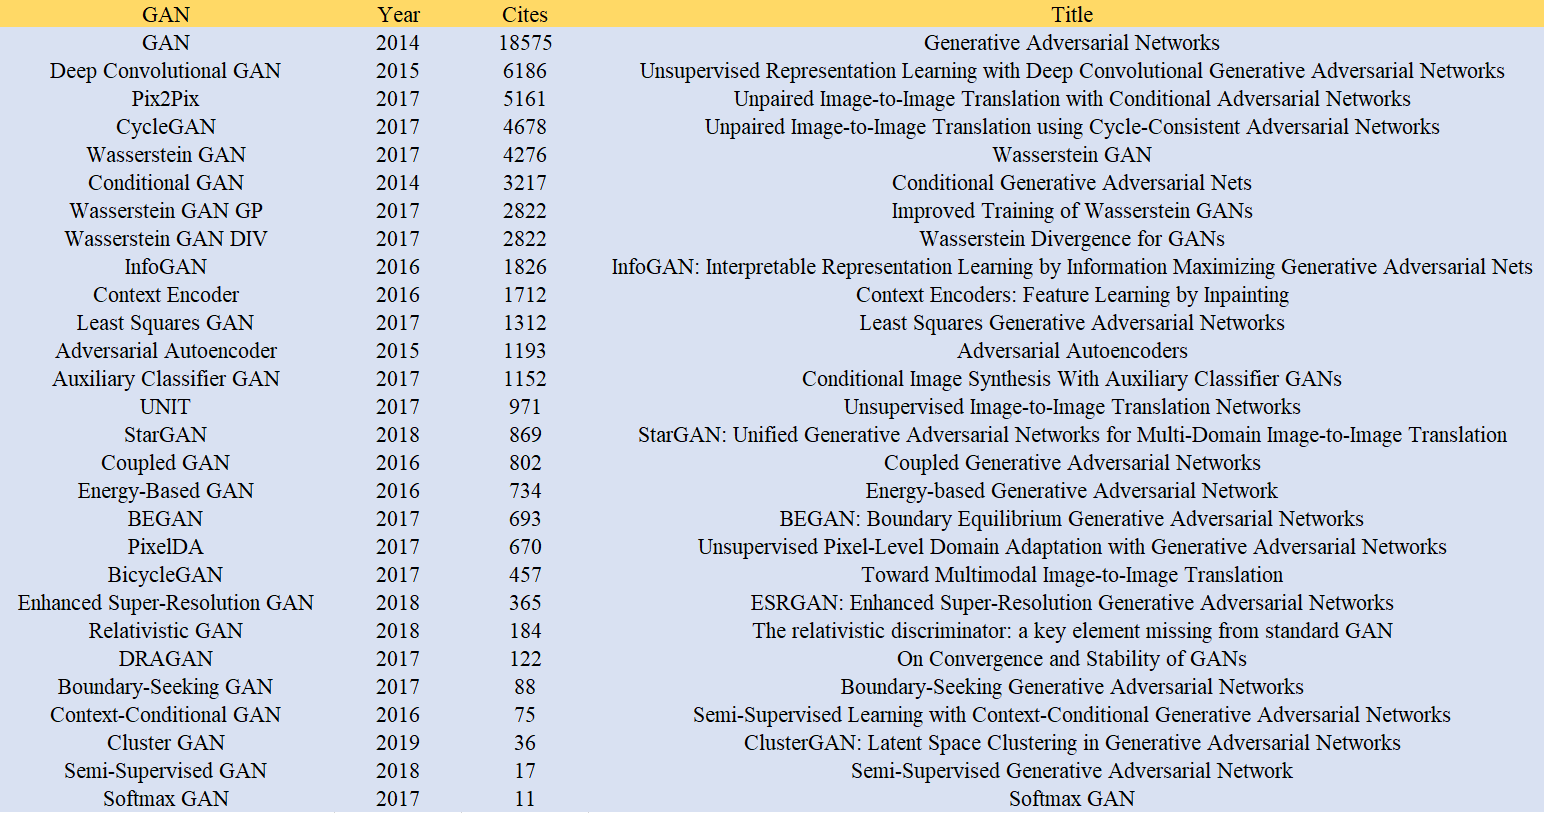 GAN Year Cites Title
GAN 2014 18575 Generative Adversarial Networks
Deep Convolutional GAN 2015 6186 Unsupervised Representation Learning with Deep Convolutional Generative Adversarial Networks
Pix2Pix 2017 5161 Unpaired Image-to-Image Translation with Conditional Adversarial Networks
CycleGAN 2017 4678 Unpaired Image-to-Image Translation using Cycle-Consistent Adversarial Networks
Wasserstein GAN 2017 4276 Wasserstein GAN
Conditional GAN 2014 3217 Conditional Generative Adversarial Nets
Wasserstein GAN GP 2017 2822 Improved Training of Wasserstein GANs
Wasserstein GAN DIV 2017 2822 Wasserstein Divergence for GANs
InfoGAN 2016 1826 InfoGAN: Interpretable Representation Learning by Information Maximizing Generative Adversarial Nets
Context Encoder 2016 1712 Context Encoders: Feature Learning by Inpainting
Least Squares GAN 2017 1312 Least Squares Generative Adversarial Networks
Adversarial Autoencoder 2015 1193 Adversarial Autoencoders
Auxiliary Classifier GAN 2017 1152 Conditional Image Synthesis With Auxiliary Classifier GANs
UNIT 2017 971 Unsupervised Image-to-Image Translation Networks
StarGAN 2018 869 StarGAN: Unified Generative Adversarial Networks for Multi-Domain Image-to-Image Translation
Coupled GAN 2016 802 Coupled Generative Adversarial Networks
Energy-Based GAN 2016 734 Energy-based Generative Adversarial Network
BEGAN 2017 693 BEGAN: Boundary Equilibrium Generative Adversarial Networks
PixelDA 2017 670 Unsupervised Pixel-Level Domain Adaptation with Generative Adversarial Networks
BicycleGAN 2017 457 Toward Multimodal Image-to-Image Translation
Enhanced Super-Resolution GAN 2018 365 ESRGAN: Enhanced Super-Resolution Generative Adversarial Networks
Relativistic GAN 2018 184 The relativistic discriminator: a key element missing from standard GAN
DRAGAN 2017 122 On Convergence and Stability of GANs
Boundary-Seeking GAN 2017 88 Boundary-Seeking Generative Adversarial Networks
Context-Conditional GAN 2016 75 Semi-Supervised Learning with Context-Conditional Generative Adversarial Networks
Cluster GAN 2019 36 ClusterGAN: Latent Space Clustering in Generative Adversarial Networks
Semi-Supervised GAN 2018 17 Semi-Supervised Generative Adversarial Network
Softmax GAN 2017 11 Softmax GAN